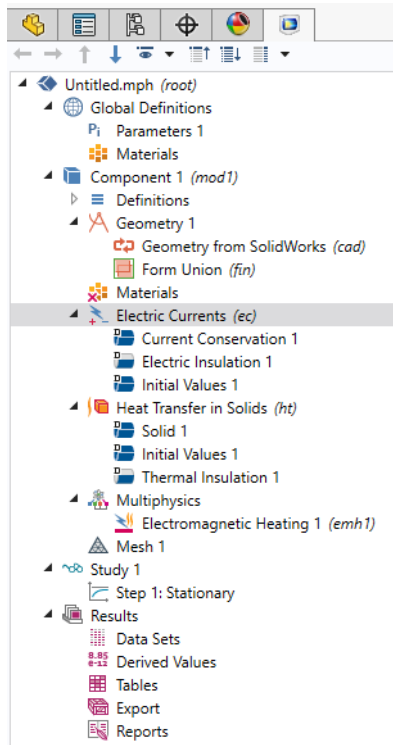 Untitled.mph (root)
Global Definitions
Pi Parameters 1
Materials
Component 1 (mod1)
Definitions
Geometry 1
Geometry from SolidWorks (cad)
Form Union (fin)
Materials
Electric Currents (ec)
D Current Conservation 1
D Electric Insulation 1
D Initial Values 1
Heat Transfer in Solids (ht)
D Solid 1
D Initial Values 1
D Thermal Insulation 1
Multiphysics
Electromagnetic Heating 1 (emh1)
Mesh 1
Study 1
Step 1: Stationary
Results
Data Sets
8.85 e-12 Derived Values
Tables
Export
Reports